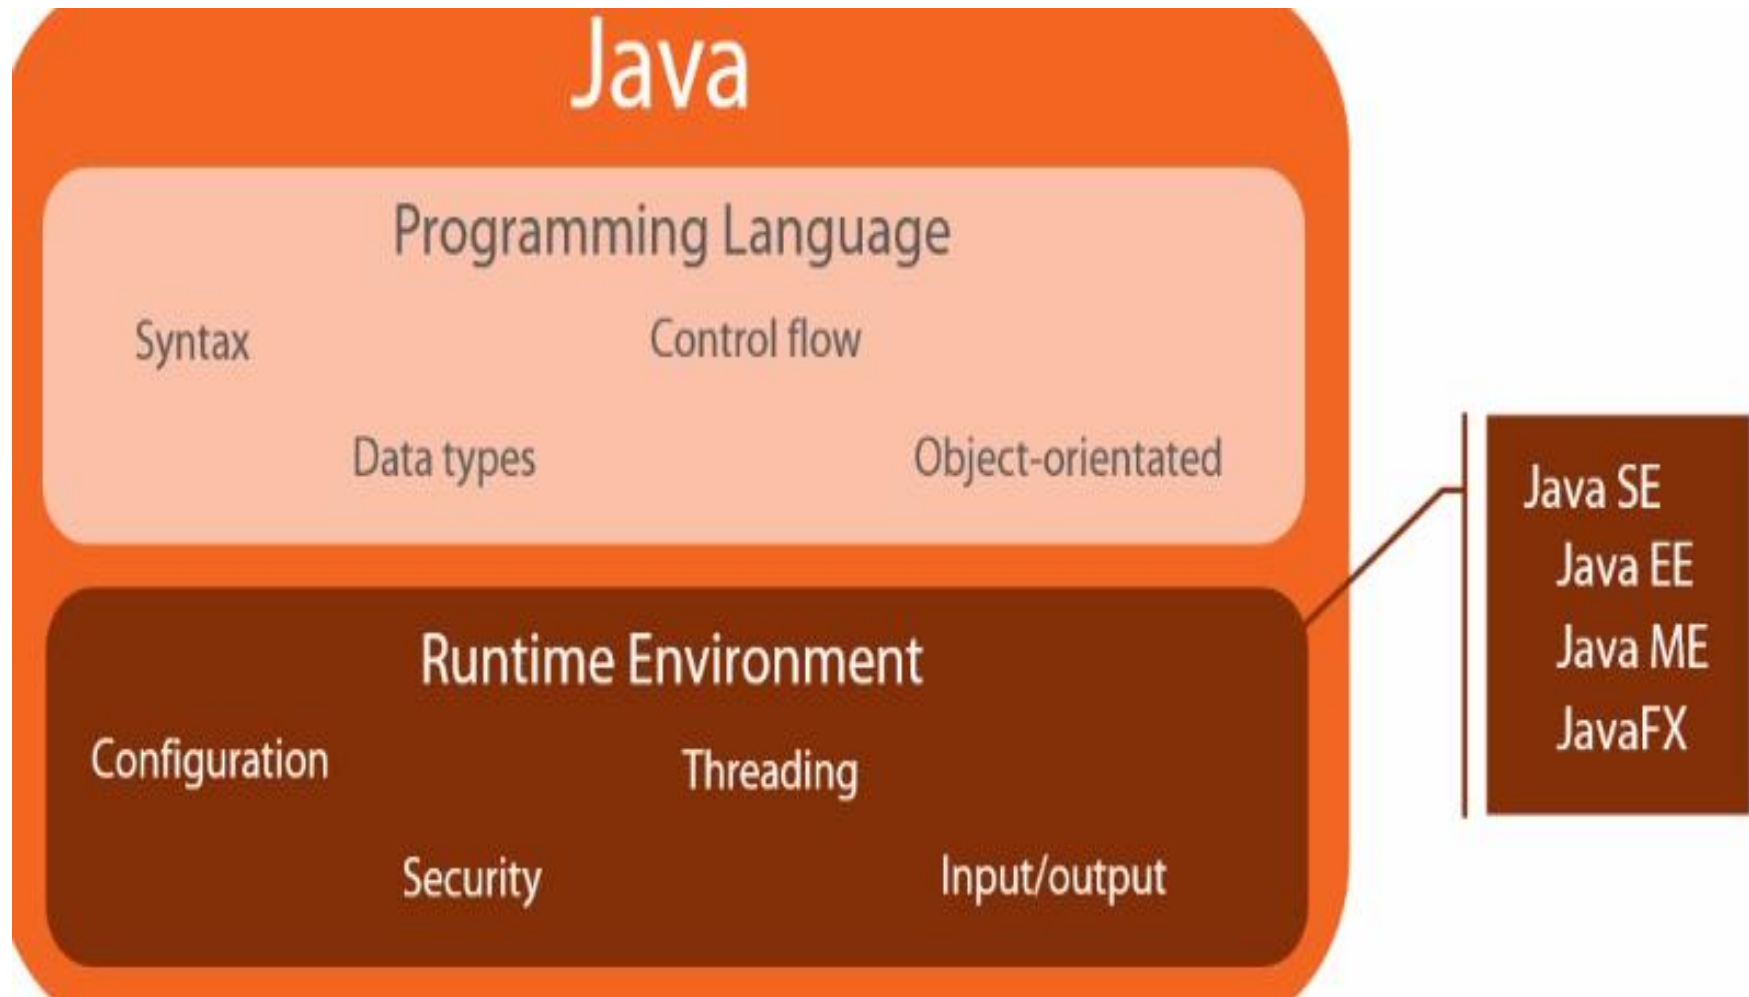 Java
Programming Language
Syntax
Control flow
Data types
Object-orientated
Runtime Environment
Configuration
Threading
Security
Input/output
Java SE
Java EE
Java ME
JavaFX